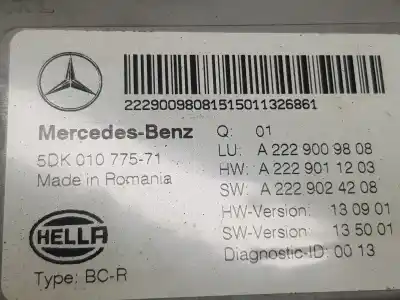 22290098081515011326861
Mercedes-Benz
Q: 01
5DK 010 775-71
LU: A 222 900 98 08
Made in Romania
HW: A 222 901 12 03
SW: A 222 902 42 08
HELLA
HW-Version: 13 09 01
SW-Version: 13 50 01
Type: BC-R
Diagnostic-ID: 00 13